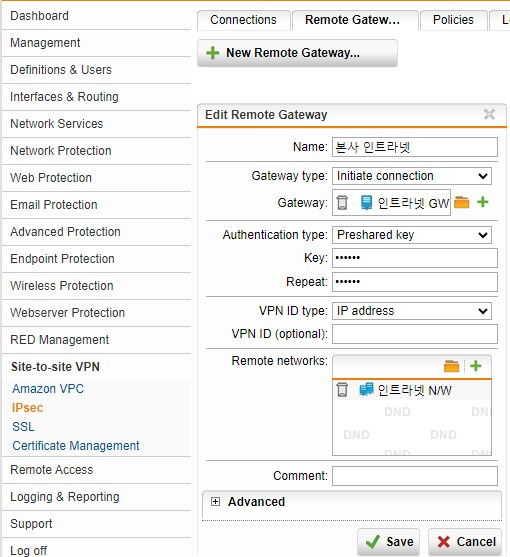 Dashboard
Management
Definitions & Users
Interfaces & Routing
Network Services
Network Protection
Web Protection
Email Protection
Advanced Protection
Endpoint Protection
Wireless Protection
Webserver Protection
RED Management
Site-to-site VPN
Amazon VPC
IPsec
SSL
Certificate Management
Remote Access
Logging & Reporting
Support
Log off
Connections
Remote Gatew...
Policies
New Remote Gateway...
Edit Remote Gateway
Name: 본사 인트라넷
Gateway type: Initiate connection
Gateway: 인트라넷 GW
Authentication type: Preshared key
Key: ••••••
Repeat: ••••••
VPN ID type: IP address
VPN ID (optional):
Remote networks:
인트라넷 N/W
DND DND
DND DND
DND DND
Comment:
Advanced
Save Cancel